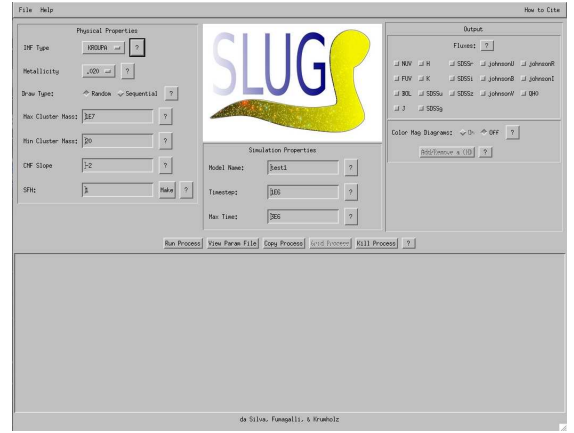 File Help How to Cite
Physical Properties
IMF Type KROUPA ?
Metallicity .020 ?
Draw Type: Random Sequential ?
Max Cluster Mass: 1E7 ?
Min Cluster Mass: 20 ?
CMF Slope -2 ?
SFH: 1 Make ?
SLUG
Simulation Properties
Model Name: test1 ?
Timestep: 1E6 ?
Max Time: 3E6 ?
Output
Fluxes: ?
NUV H SDSSr johnsonU johnsonR
FUV K SDSSi johnsonB johnsonI
BOL SDSSu SDSSz johnsonV QHO
J SDSSg
Color Mag Diagrams: On OFF ?
Add/Remove a CMD ?
Run Process View Param File Copy Process Grid Process Kill Process ?
da Silva, Fumagalli, & Krumholz